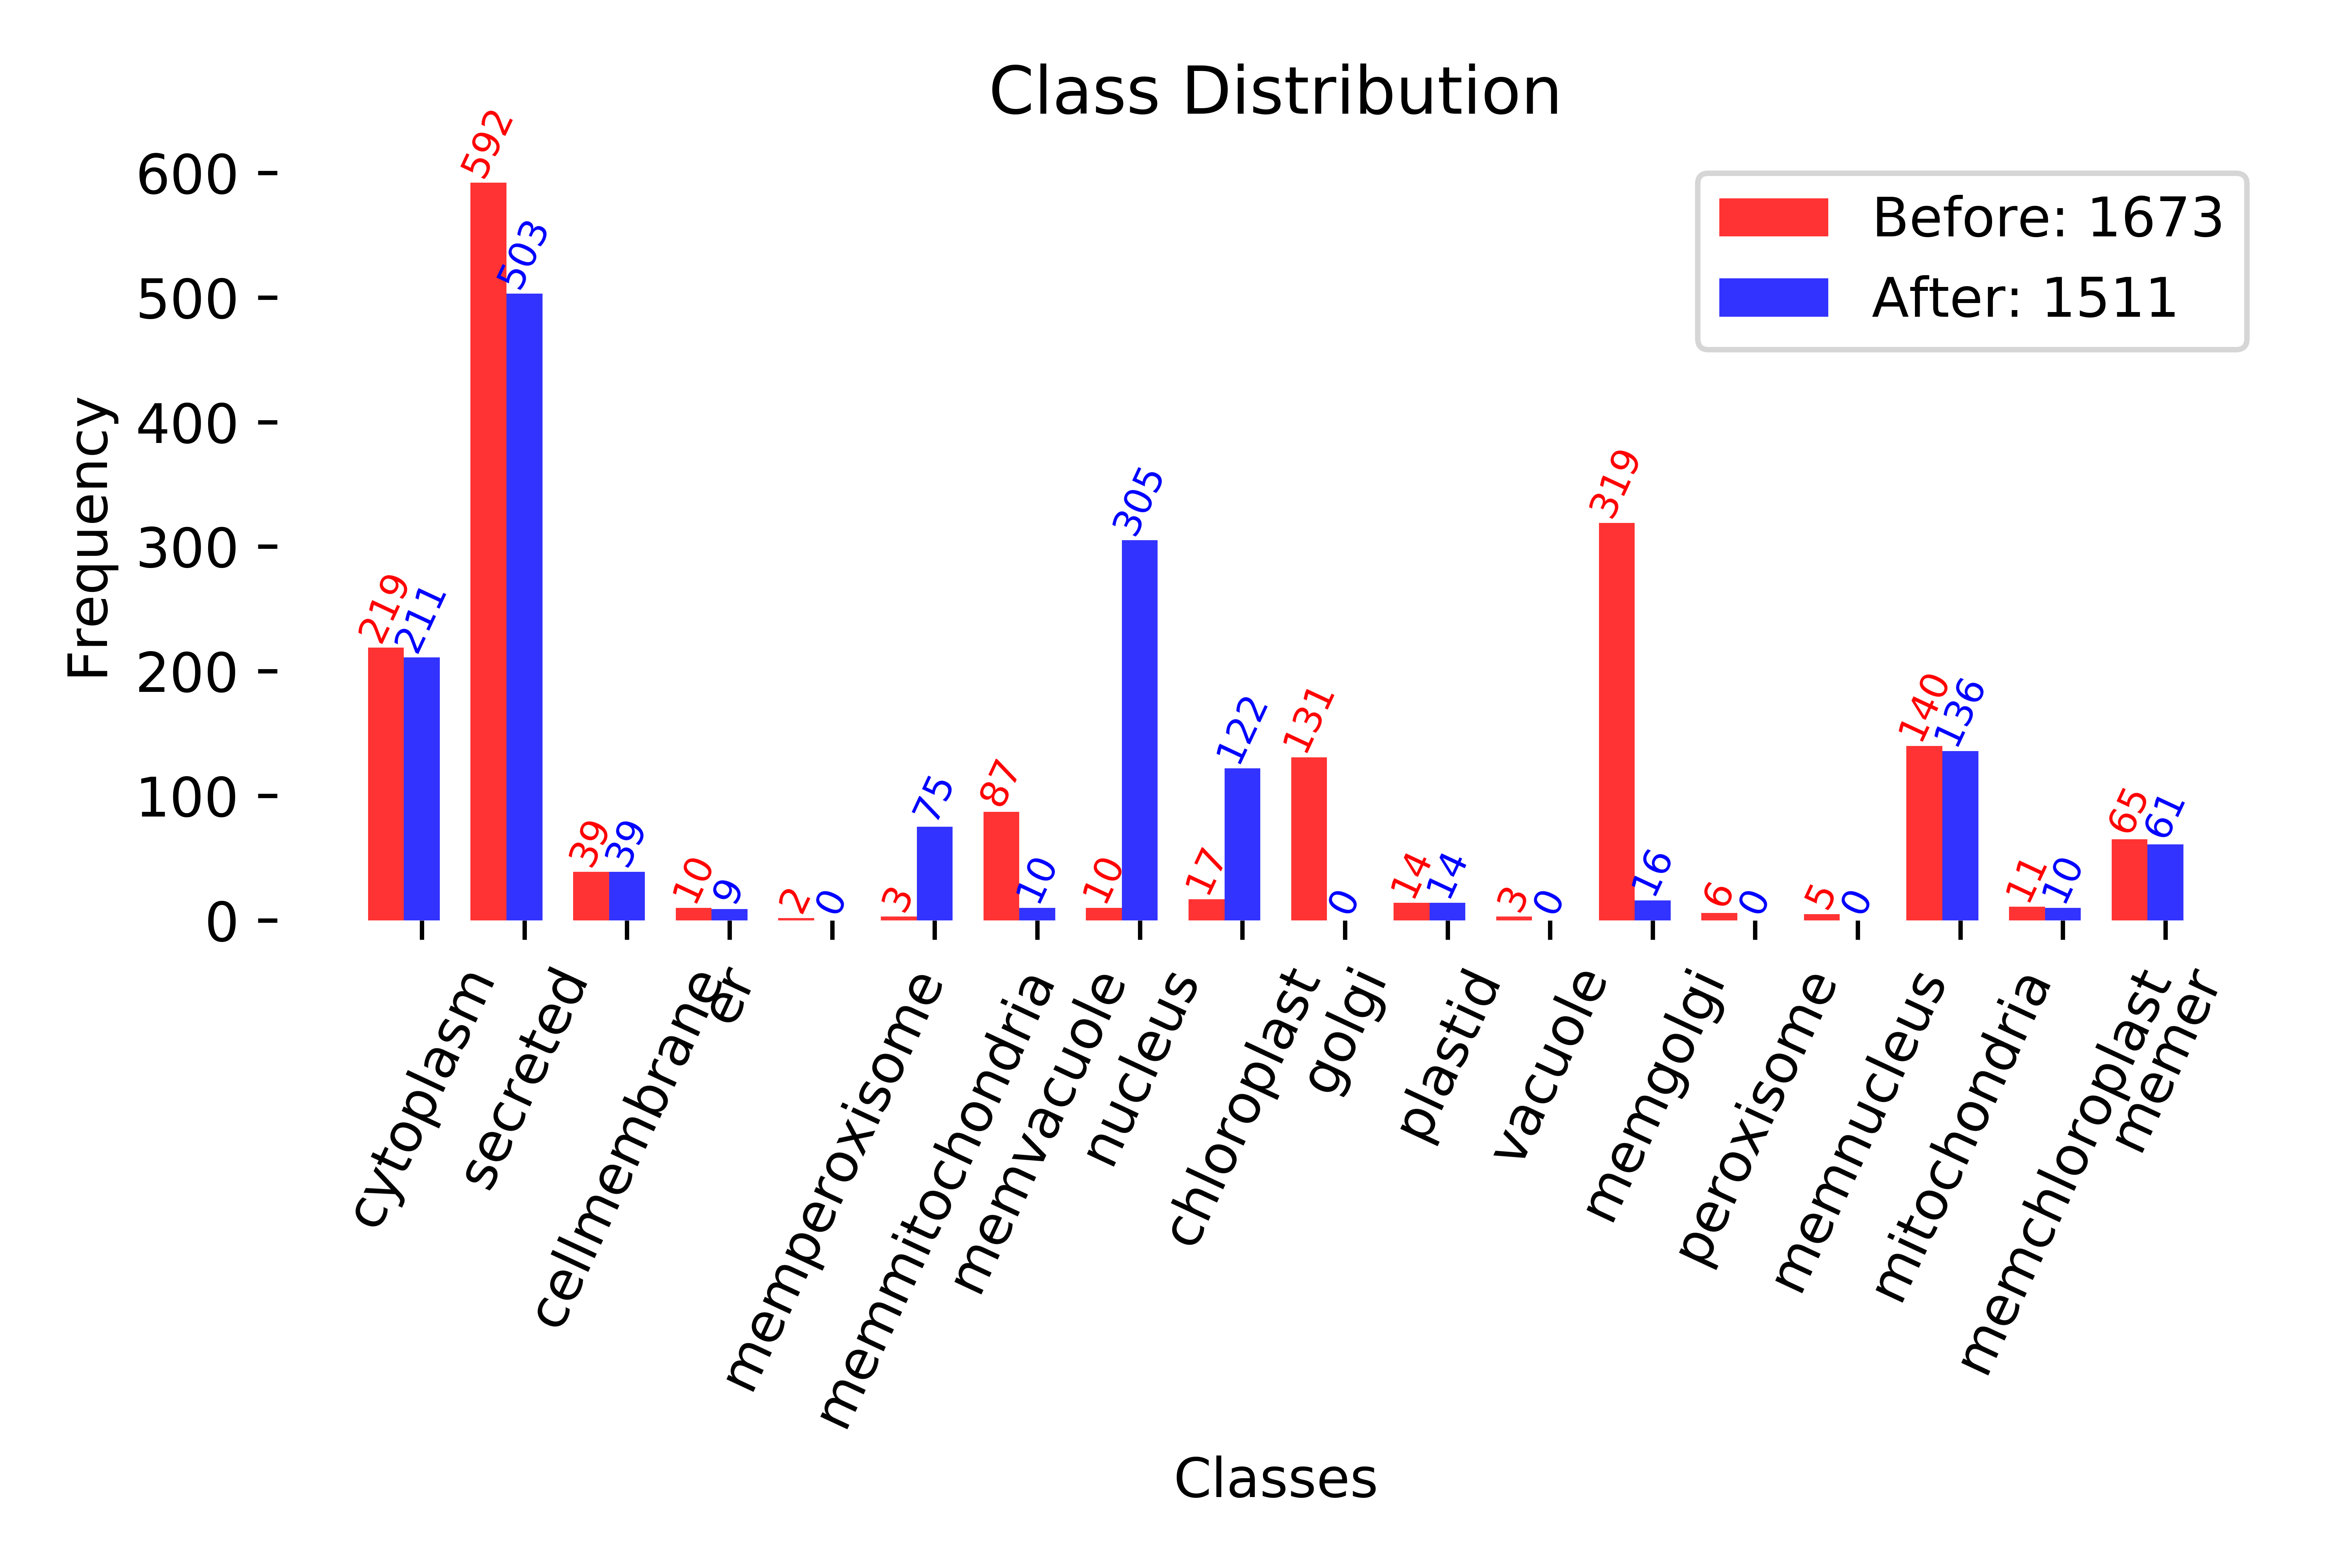 Class Distribution
Before: 1673
After: 1511
Frequency
600
500
400
300
200
100
0
219
211
592
503
39
39
10
9
2
0
3
75
87
10
10
305
17
122
131
0
14
14
3
0
319
16
6
0
5
0
140
136
11
10
65
61
cytoplasm
secreted
cellmembrane
er
memperoxisome
memmitochondria
memvacuole
nucleus
chloroplast
golgi
plastid
vacuole
memgolgi
peroxisome
memnucleus
mitochondria
memchloroplast
memer
Classes